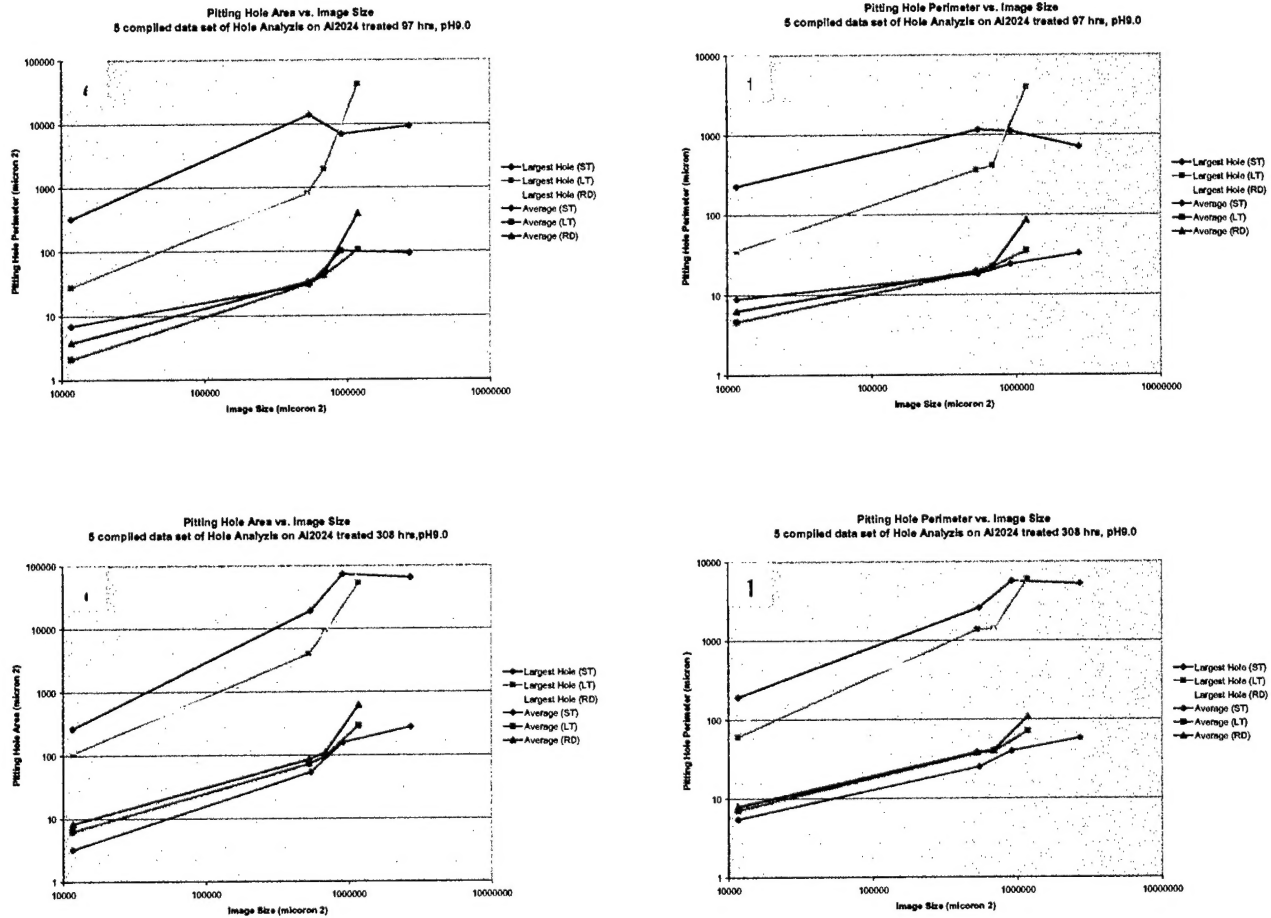 Pitting Hole Area vs. Image Size
5 compiled data set of Hole Analyzis on Al2024 treated 97 hrs, pH9.0
100000
10000
1000
100
10
1
Pitting Hole Perimeter (micron 2)
10000
100000
1000000
10000000
Image Size (micoron 2)
Largest Hole (ST)
Largest Hole (LT)
Largest Hole (RD)
Average (ST)
Average (LT)
Average (RD)
Pitting Hole Perimeter vs. Image Size
5 compiled data set of Hole Analyzis on Al2024 treated 97 hrs, pH9.0
10000
1000
100
10
1
Pitting Hole Perimeter (micron)
10000
100000
1000000
10000000
Image Size (micoron 2)
Largest Hole (ST)
Largest Hole (LT)
Largest Hole (RD)
Average (ST)
Average (LT)
Average (RD)
1
Pitting Hole Area vs. Image Size
5 compiled data set of Hole Analyzis on Al2024 treated 308 hrs,pH9.0
100000
10000
1000
100
10
1
Pitting Hole Area (micron 2)
10000
100000
1000000
10000000
Image Size (micoron 2)
Largest Hole (ST)
Largest Hole (LT)
Largest Hole (RD)
Average (ST)
Average (LT)
Average (RD)
Pitting Hole Perimeter vs. Image Size
5 compiled data set of Hole Analyzis on Al2024 treated 308 hrs, pH9.0
10000
1000
100
10
1
Pitting Hole Perimeter (micron )
10000
100000
1000000
10000000
Image Size (micoron 2)
Largest Hole (ST)
Largest Hole (LT)
Largest Hole (RD)
Average (ST)
Average (LT)
Average (RD)
1